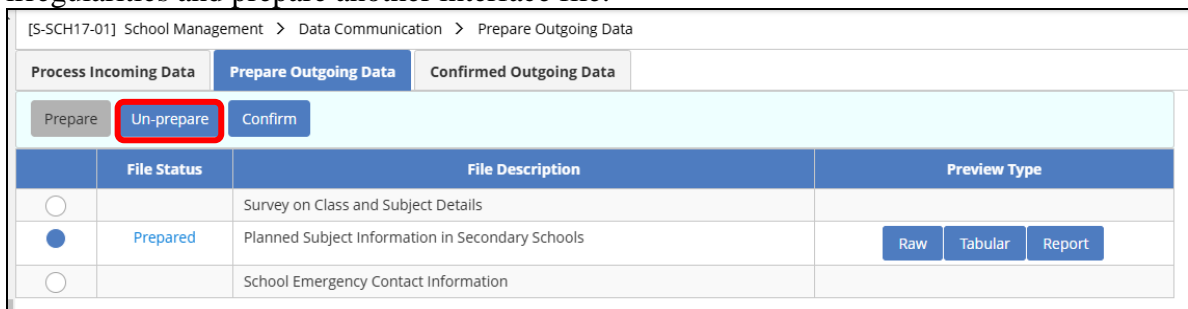 irregularities and prepare another interface file.
[S-SCH17-01] School Management > Data Communication > Prepare Outgoing Data
Process Incoming Data Prepare Outgoing Data Confirmed Outgoing Data
Prepare Un-prepare Confirm
File Status File Description Preview Type
Survey on Class and Subject Details
Prepared Planned Subject Information in Secondary Schools Raw Tabular Report
School Emergency Contact Information